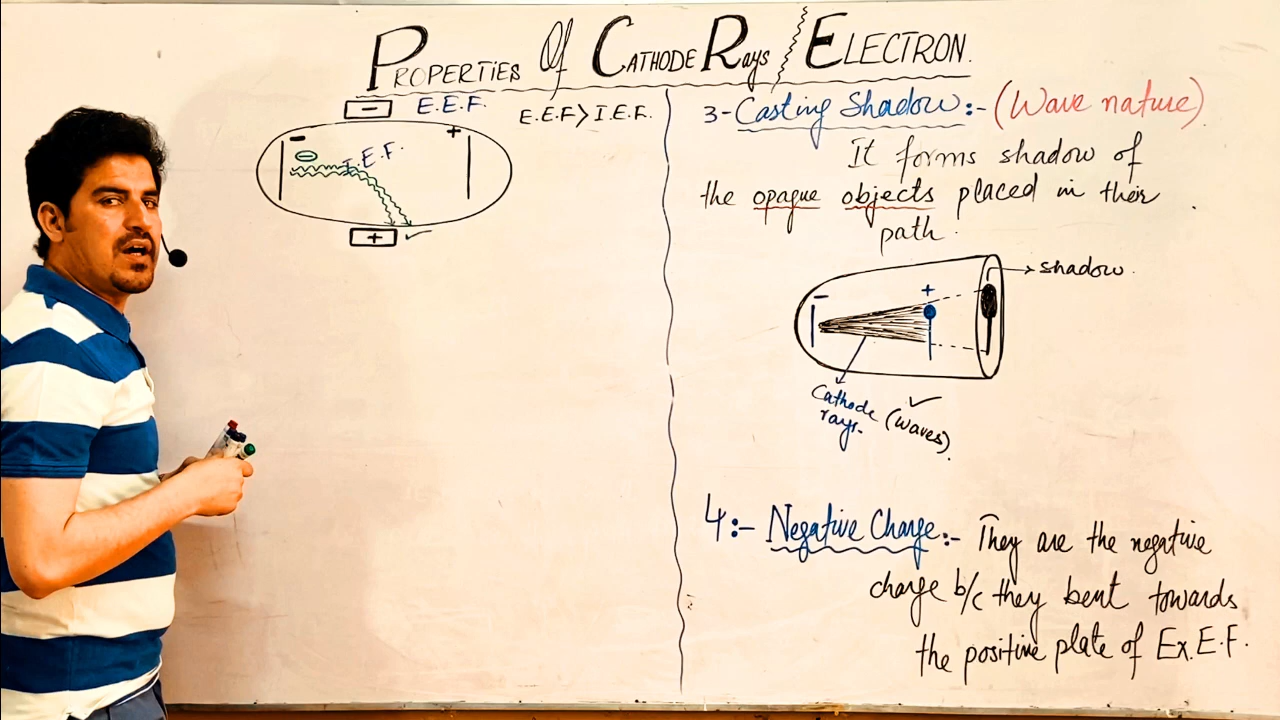 PROPERTIES Of CATHODE RAYS / ELECTRON.
- E.E.F. E.E.F > I.E.F.
- +
⊖ I.E.F.
+ ✓
3- Casting Shadow:- (Wave nature)
It forms shadow of
the opaque objects placed in their
path.
→ shadow.
- +
Cathode (waves) ✓
rays.
4:- Negative Charge:- They are the negative
charge b/c they bent towards
the positive plate of Ex.E.F.